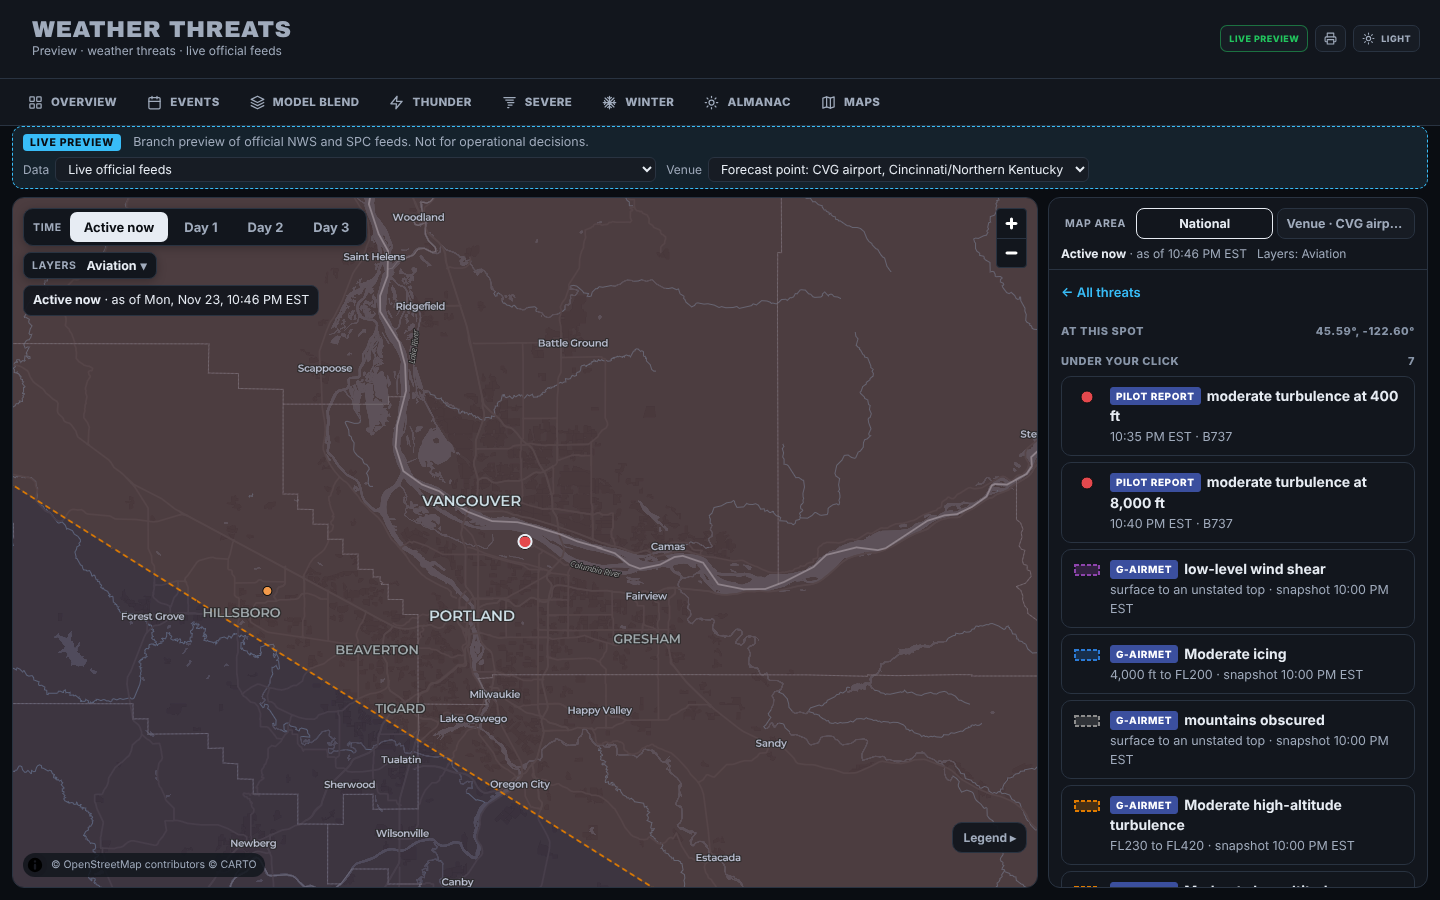 WEATHER THREATS
Preview · weather threats · live official feeds
LIVE PREVIEW
LIGHT
OVERVIEW
EVENTS
MODEL BLEND
THUNDER
SEVERE
WINTER
ALMANAC
MAPS
LIVE PREVIEW Branch preview of official NWS and SPC feeds. Not for operational decisions.
Data Live official feeds Venue Forecast point: CVG airport, Cincinnati/Northern Kentucky
TIME Active now Day 1 Day 2 Day 3
LAYERS Aviation ▾
Active now · as of Mon, Nov 23, 10:46 PM EST
+
−
Woodland
Saint Helens
Ridgefield
Lake River
Battle Ground
Scappoose
Ste
VANCOUVER
Camas
Columbia River
Fairview
Forest Grove
HILLSBORO
PORTLAND
GRESHAM
BEAVERTON
Milwaukie
TIGARD
Lake Oswego
Happy Valley
Sandy
Tualatin
Sherwood
Oregon City
Wilsonville
Newberg
Estacada
Canby
Legend ▸
© OpenStreetMap contributors © CARTO
MAP AREA National Venue · CVG airp...
Active now · as of 10:46 PM EST Layers: Aviation
← All threats
AT THIS SPOT 45.59°, -122.60°
UNDER YOUR CLICK 7
PILOT REPORT moderate turbulence at 400
ft
10:35 PM EST · B737
PILOT REPORT moderate turbulence at
8,000 ft
10:40 PM EST · B737
G-AIRMET low-level wind shear
surface to an unstated top · snapshot 10:00 PM
EST
G-AIRMET Moderate icing
4,000 ft to FL200 · snapshot 10:00 PM EST
G-AIRMET mountains obscured
surface to an unstated top · snapshot 10:00 PM
EST
G-AIRMET Moderate high-altitude
turbulence
FL230 to FL420 · snapshot 10:00 PM EST